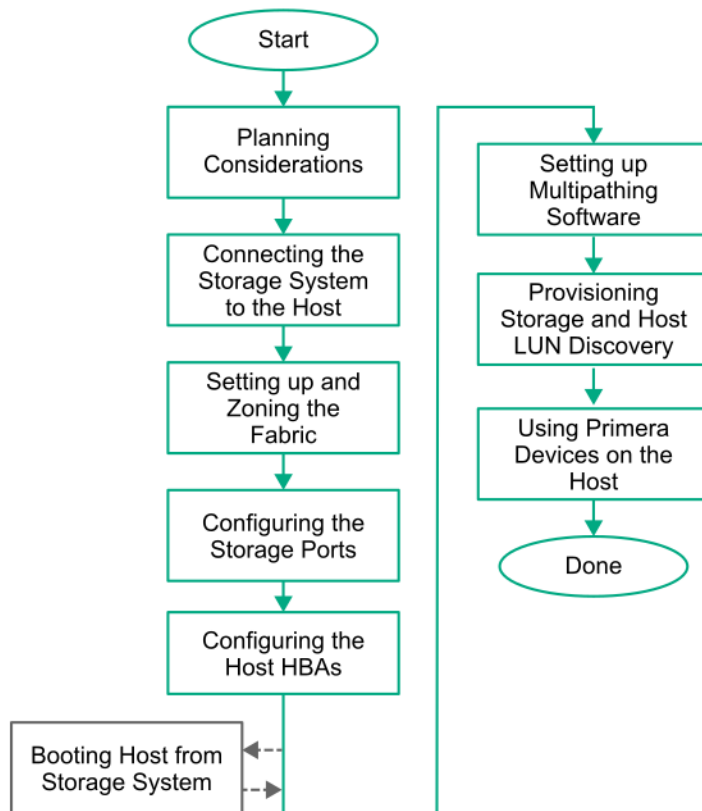 Start
Planning
Considerations
Connecting the
Storage System
to the Host
Setting up and
Zoning the
Fabric
Configuring the
Storage Ports
Configuring the
Host HBAs
Booting Host from
Storage System
Setting up
Multipathing
Software
Provisioning
Storage and Host
LUN Discovery
Using Primera
Devices on the
Host
Done